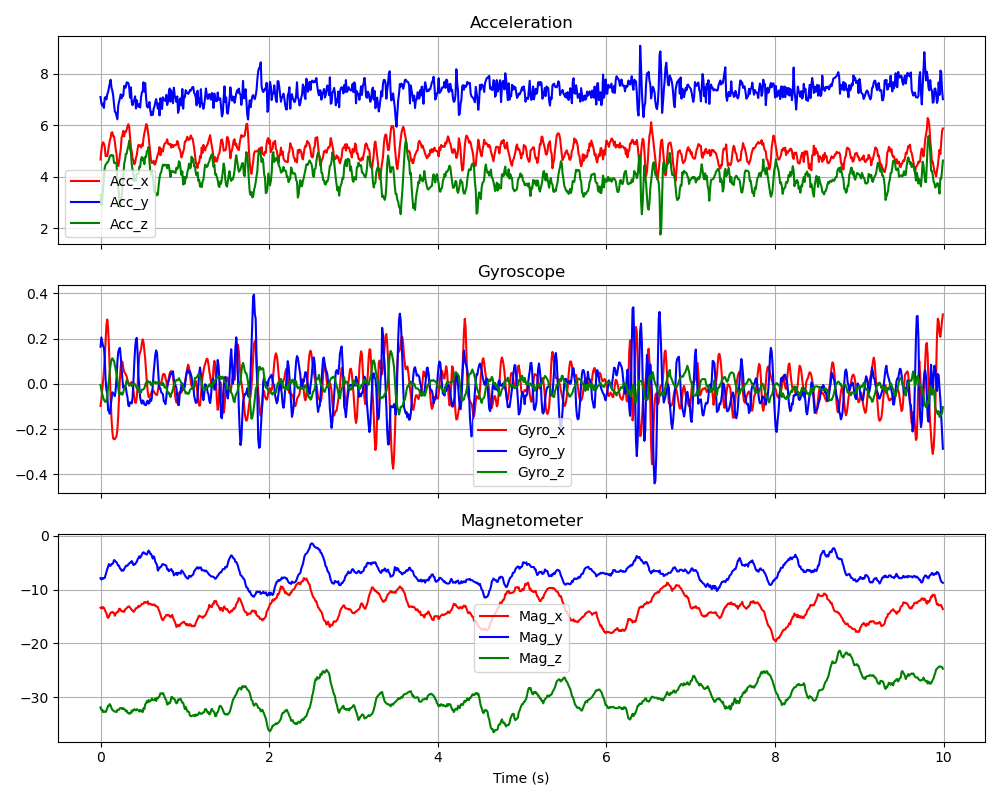 Acceleration
8
6
4
2
Acc_x
Acc_y
Acc_z
Gyroscope
0.4
0.2
0.0
−0.2
−0.4
Gyro_x
Gyro_y
Gyro_z
Magnetometer
0
−10
−20
−30
Mag_x
Mag_y
Mag_z
0 2 4 6 8 10
Time (s)